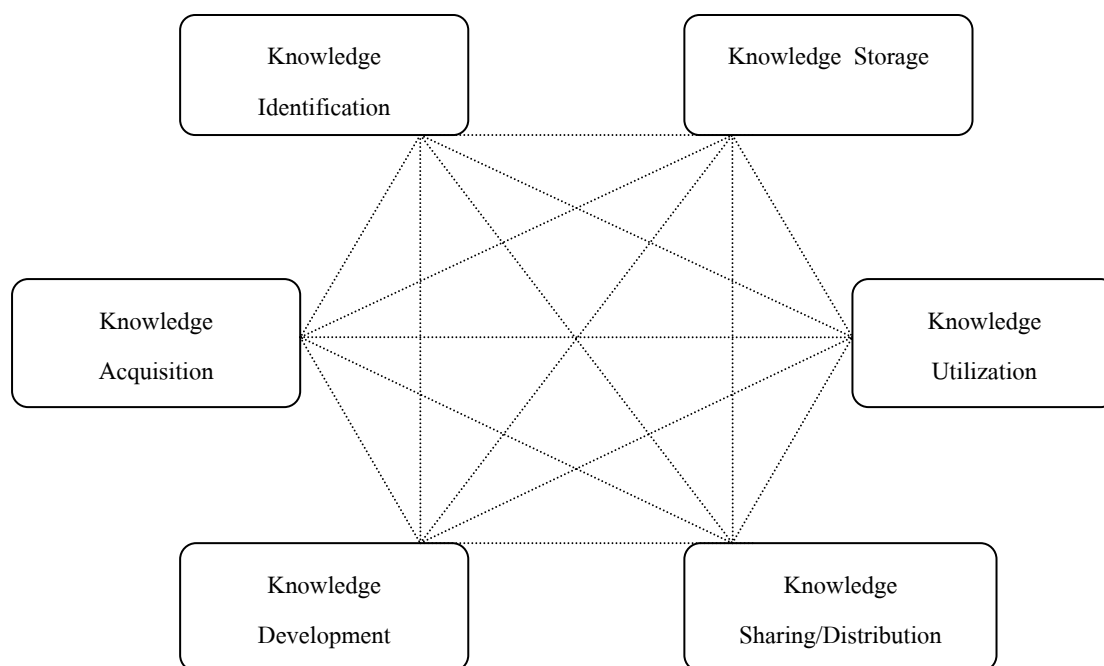 Knowledge
Identification
Knowledge Storage
Knowledge
Acquisition
Knowledge
Utilization
Knowledge
Development
Knowledge
Sharing/Distribution